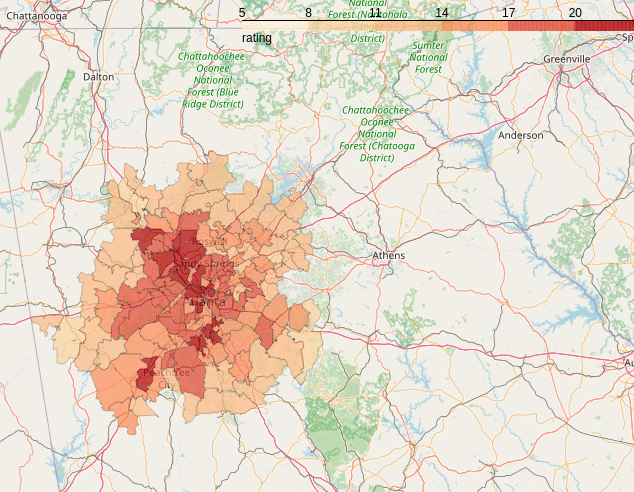 National
Forest (Nantahala
District)
5 8 11 14 17 20
rating
Chattanooga
Dalton
Chattahoochee-
Oconee
National
Forest (Blue
Ridge District)
Sumter
National
Forest
Greenville
Sp
Chattahoochee-
Oconee
National
Forest (Chatooga
District)
Anderson
Roswell
Sandy Springs
Atlanta
Athens
Peachtree
City
Au